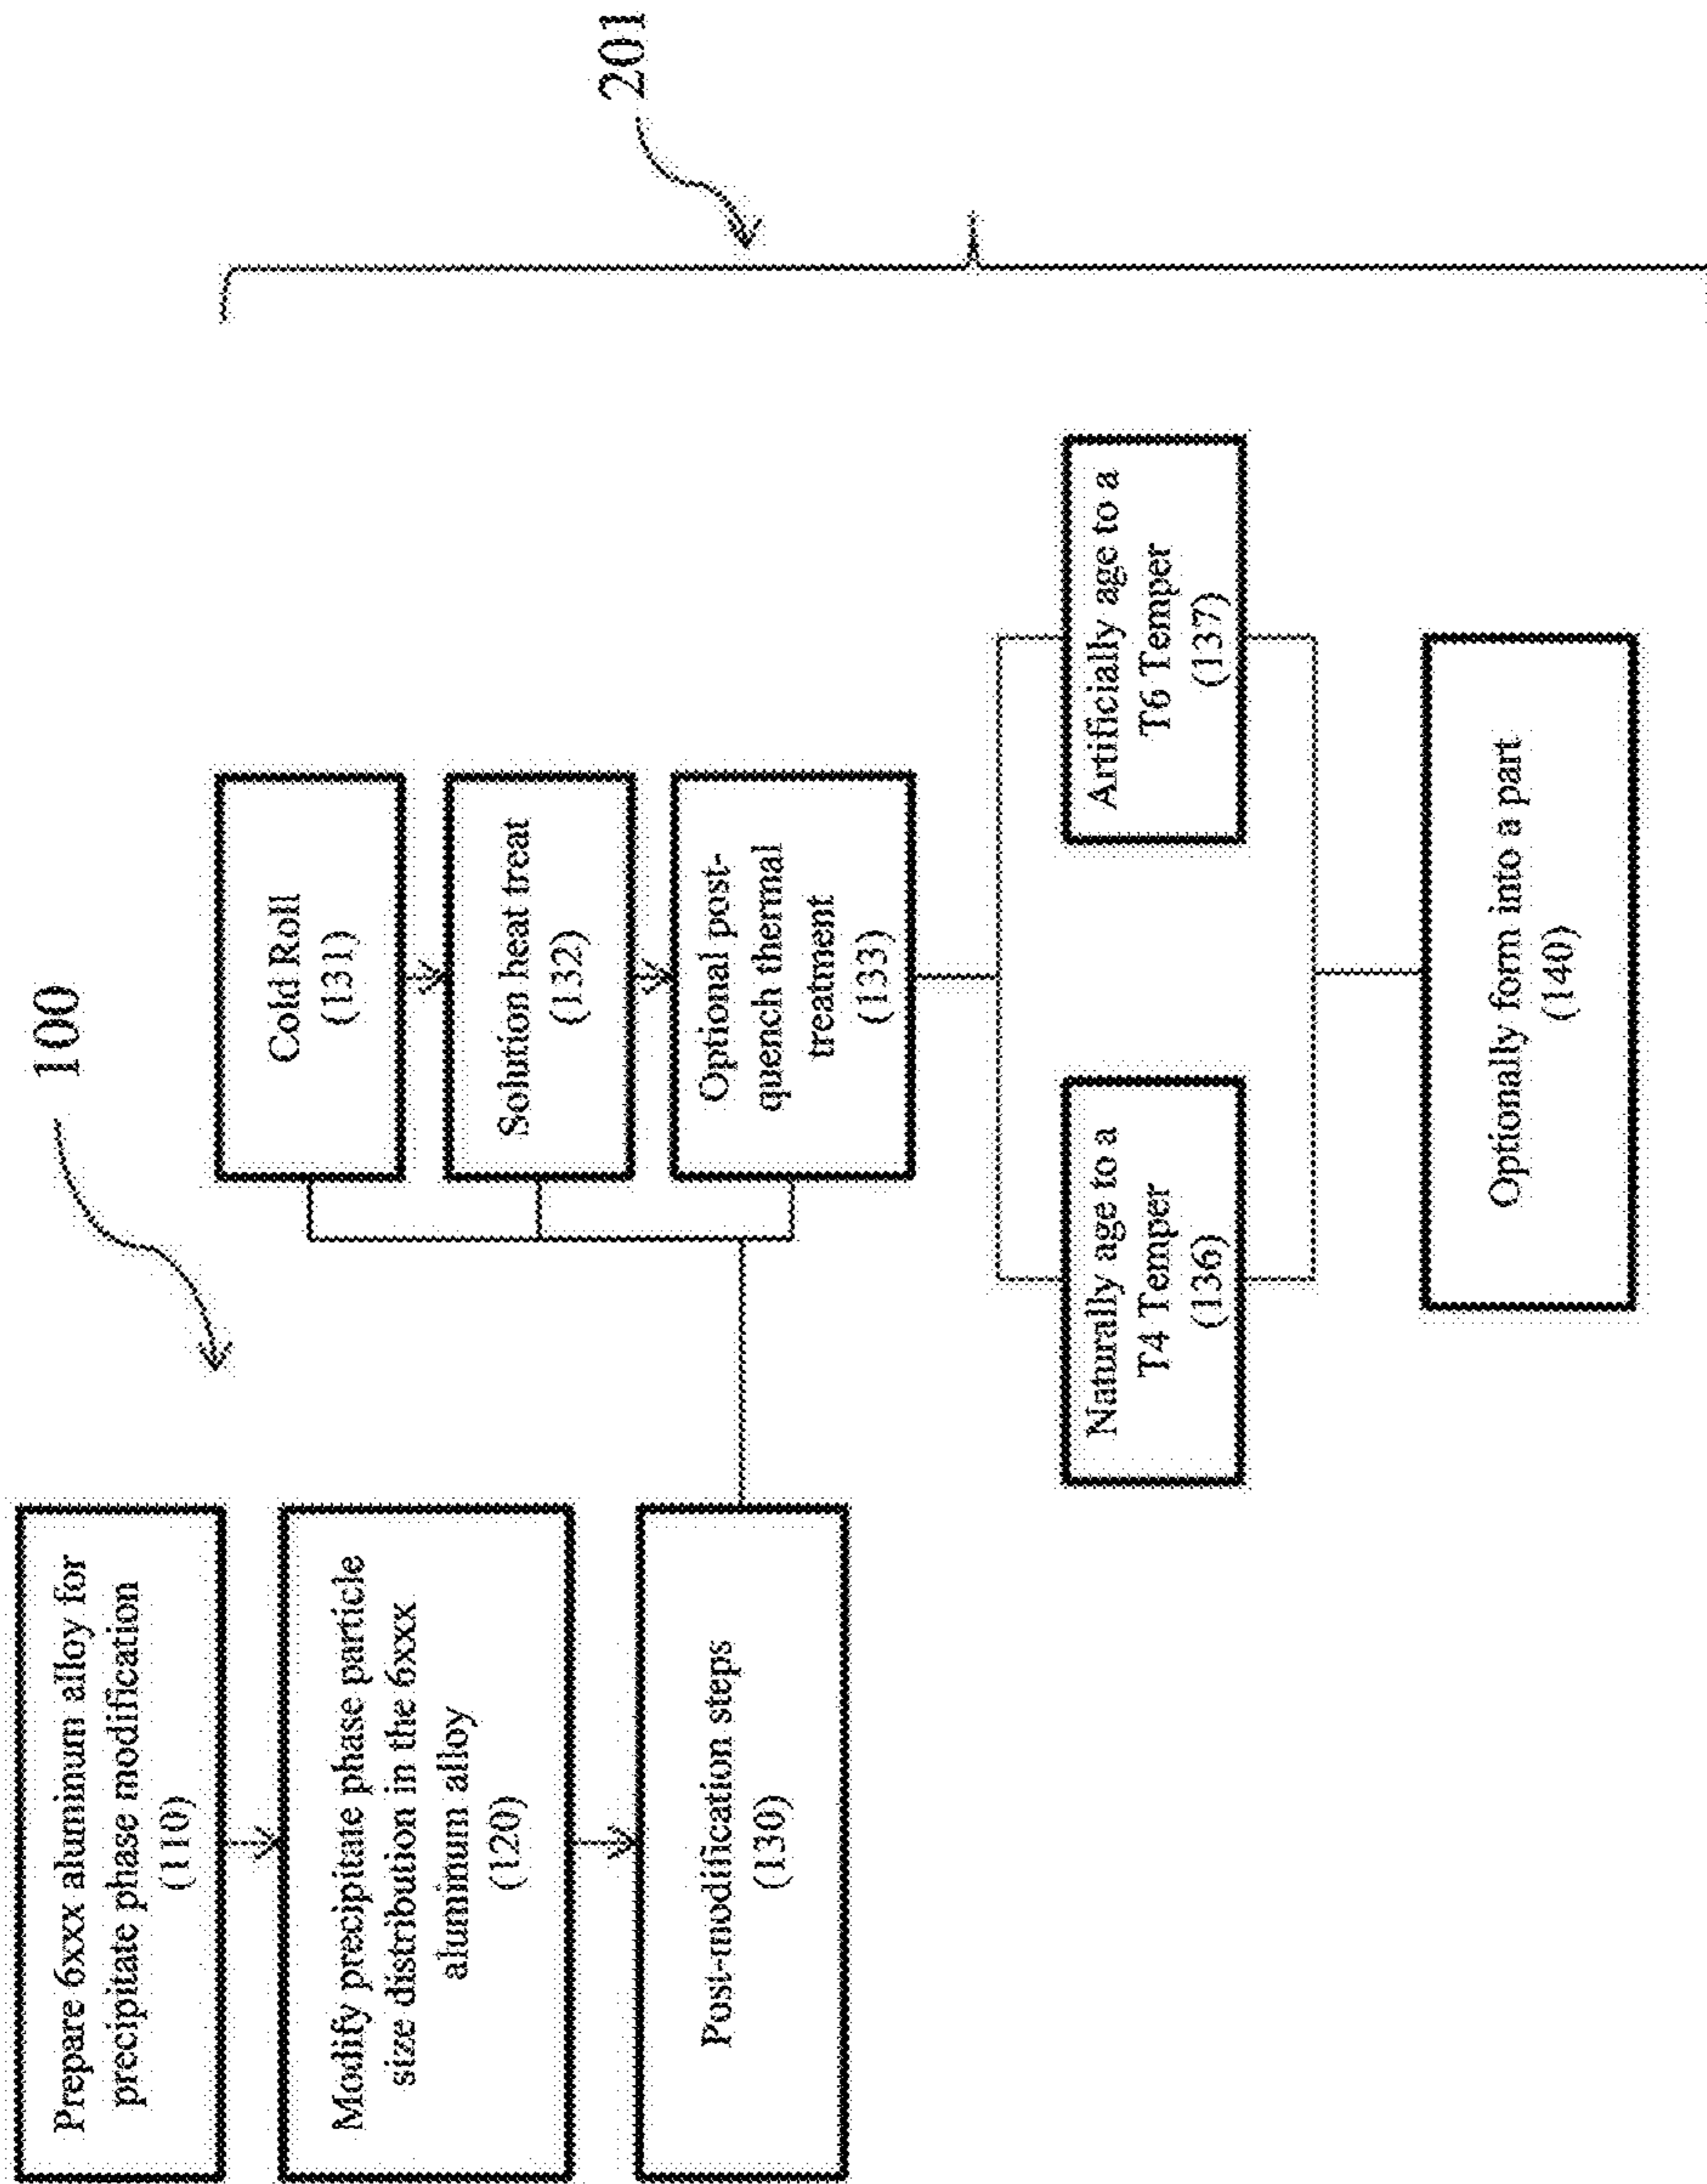 100
201
Prepare 6xxx aluminum alloy for
precipitate phase modification
(110)
Modify precipitate phase particle
size distribution in the 6xxx
aluminum alloy
(120)
Post-modification steps
(130)
Cold Roll
(131)
Solution heat treat
(132)
Optional post-
quench thermal
treatment
(133)
Naturally age to a
T4 Temper
(136)
Artificially age to a
T6 Temper
(137)
Optionally form into a part
(140)